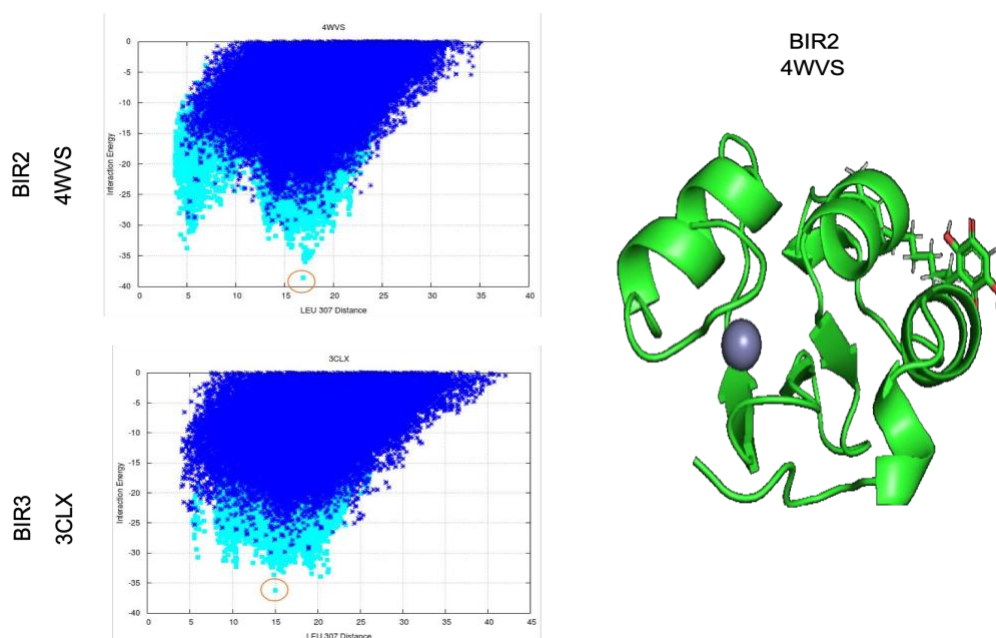 BIR2
4WVS
4WVS
Interaction Energy
0
-5
-10
-15
-20
-25
-30
-35
-40
0 5 10 15 20 25 30 35 40
LEU 307 Distance
BIR3
3CLX
3CLX
Interaction Energy
0
-5
-10
-15
-20
-25
-30
-35
-40
0 5 10 15 20 25 30 35 40 45
LEU 307 Distance
BIR2
4WVS